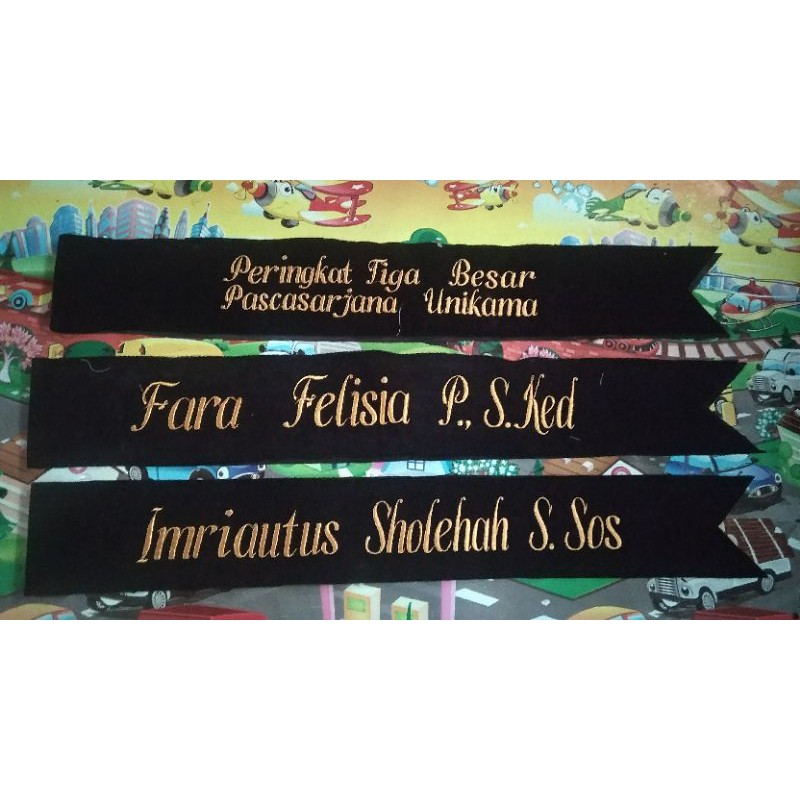 Peringkat Tiga Besar
Pascasarjana Unikama
Fara Felisia P., S.Ked
Imriautus Sholehah S. Sos